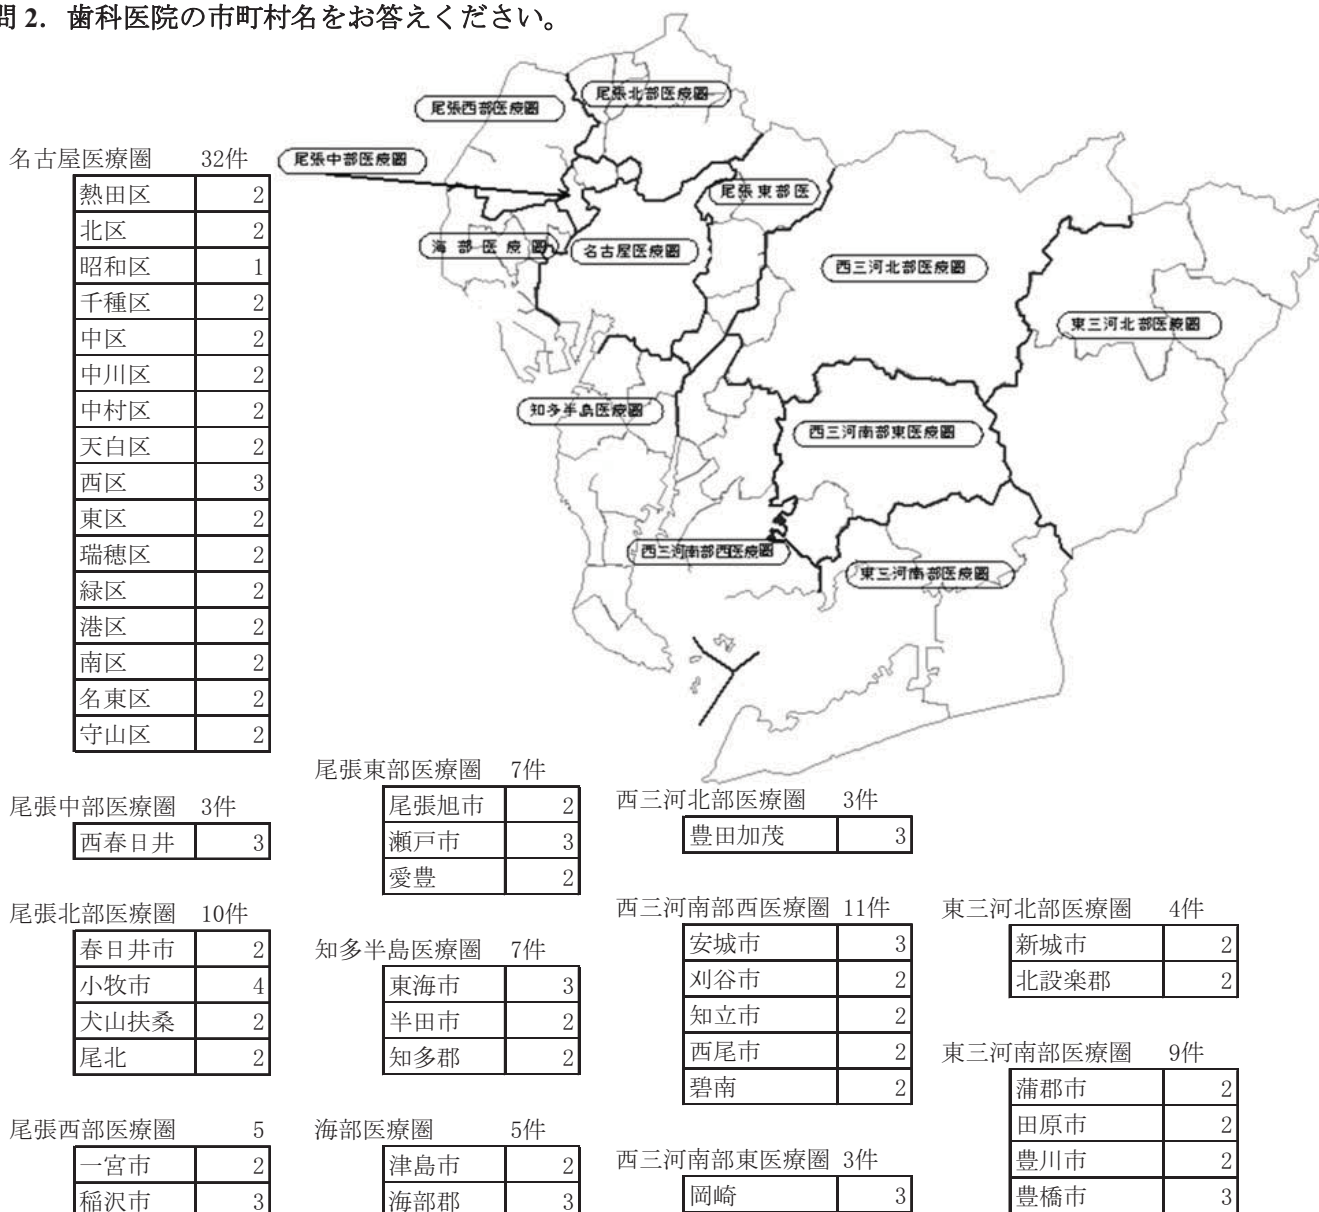 問 2. 歯科医院の市町村名をお答えください。
尾張西部医療圏
尾張北部医療圏
尾張中部医療圏
尾張東部医
海部医療圏
名古屋医療圏
西三河北部医療圏
東三河北部医療圏
知多半島医療圏
西三河南部東医療圏
西三河南部西医療圏
東三河南部医療圏
名古屋医療圏 32件
熱田区 2
北区 2
昭和区 1
千種区 2
中区 2
中川区 2
中村区 2
天白区 2
西区 3
東区 2
瑞穂区 2
緑区 2
港区 2
南区 2
名東区 2
守山区 2
尾張中部医療圏 3件
西春日井 3
尾張北部医療圏 10件
春日井市 2
小牧市 4
犬山扶桑 2
尾北 2
尾張西部医療圏 5
一宮市 2
稲沢市 3
尾張東部医療圏 7件
尾張旭市 2
瀬戸市 3
愛豊 2
知多半島医療圏 7件
東海市 3
半田市 2
知多郡 2
海部医療圏 5件
津島市 2
海部郡 3
西三河北部医療圏 3件
豊田加茂 3
西三河南部西医療圏 11件
安城市 3
刈谷市 2
知立市 2
西尾市 2
碧南 2
西三河南部東医療圏 3件
岡崎 3
東三河北部医療圏 4件
新城市 2
北設楽郡 2
東三河南部医療圏 9件
蒲郡市 2
田原市 2
豊川市 2
豊橋市 3